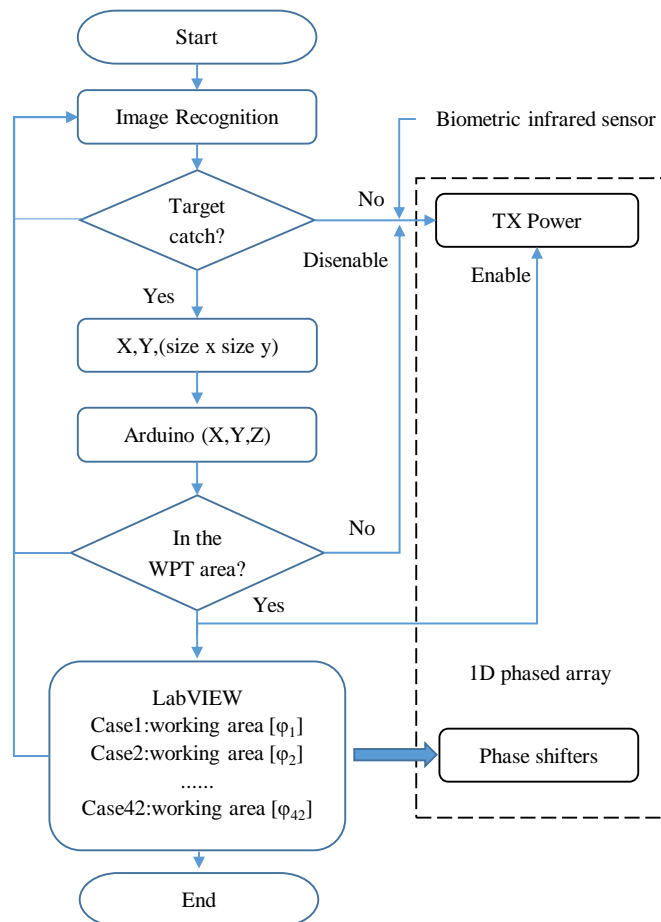 Start
Image Recognition
Biometric infrared sensor
Target
catch?
No
TX Power
Disenable
Enable
Yes
X,Y,(size x size y)
Arduino (X,Y,Z)
In the
WPT area?
No
Yes
LabVIEW
Case1:working area [φ₁]
Case2:working area [φ₂]
......
Case42:working area [φ₄₂]
1D phased array
Phase shifters
End